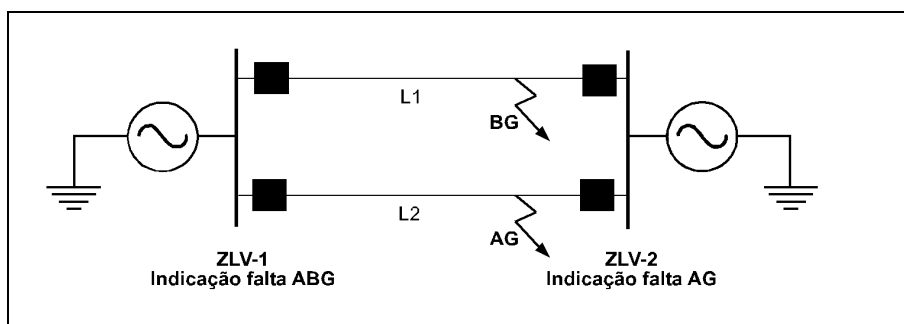 L1
BG
L2
AG
ZLV-1
Indicação falta ABG
ZLV-2
Indicação falta AG